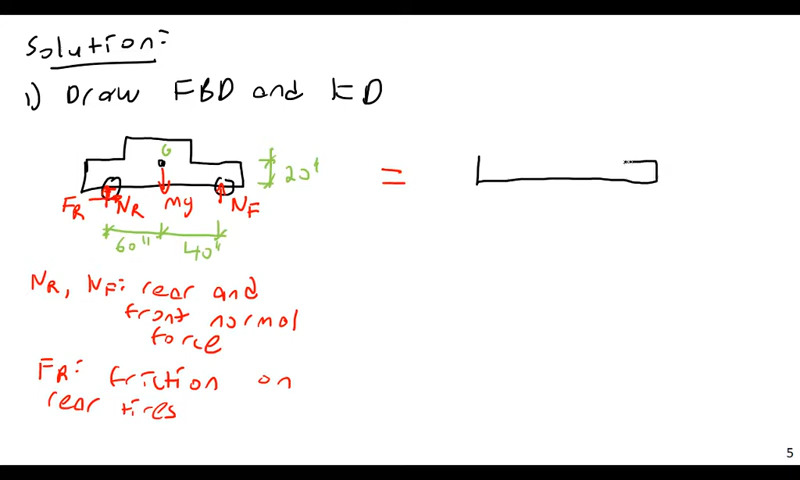 Solution:
1) Draw FBD and KD
G
20"
=
FR NR mg NF
60" 40"
NR, NF: rear and
front normal
force
FR: friction on
rear tires
5